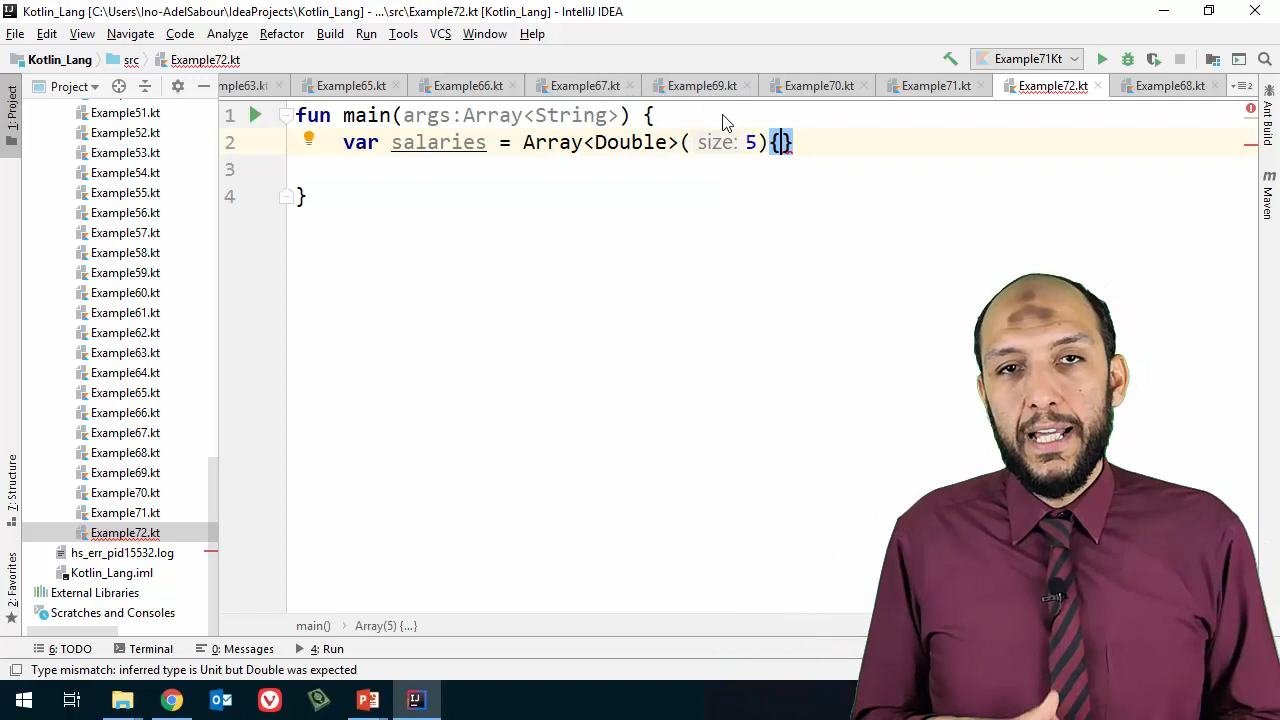 Kotlin_Lang [C:\Users\Ino-AdelSabour\IdeaProjects\Kotlin_Lang] - ...\src\Example72.kt [Kotlin_Lang] - IntelliJ IDEA
File Edit View Navigate Code Analyze Refactor Build Run Tools VCS Window Help
Kotlin_Lang src Example72.kt Example71Kt
Project mple63.kt Example65.kt Example66.kt Example67.kt Example69.kt Example70.kt Example71.kt Example72.kt Example68.kt 2
1: Project
7: Structure
2: Favorites
Example51.kt
Example52.kt
Example53.kt
Example54.kt
Example55.kt
Example56.kt
Example57.kt
Example58.kt
Example59.kt
Example60.kt
Example61.kt
Example62.kt
Example63.kt
Example64.kt
Example65.kt
Example66.kt
Example67.kt
Example68.kt
Example69.kt
Example70.kt
Example71.kt
Example72.kt
hs_err_pid15532.log
Kotlin_Lang.iml
External Libraries
Scratches and Consoles
1 fun main(args:Array<String>) {
2 var salaries = Array<Double>( size: 5){}
3
4 }
Ant Build
m
Maven
main() Array(5) {...}
6: TODO Terminal 0: Messages 4: Run
Type mismatch: inferred type is Unit but Double was expected